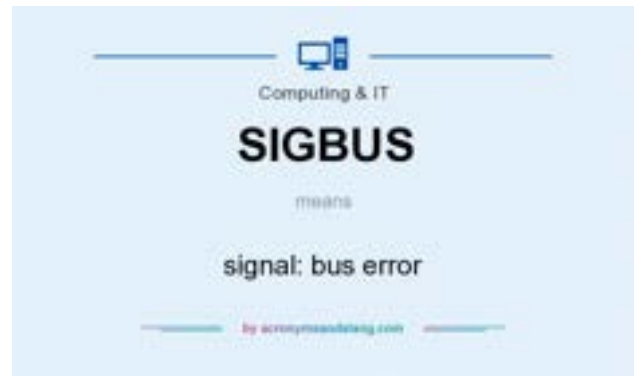 Computing & IT
SIGBUS
means
signal: bus error
by acronymsandslang.com